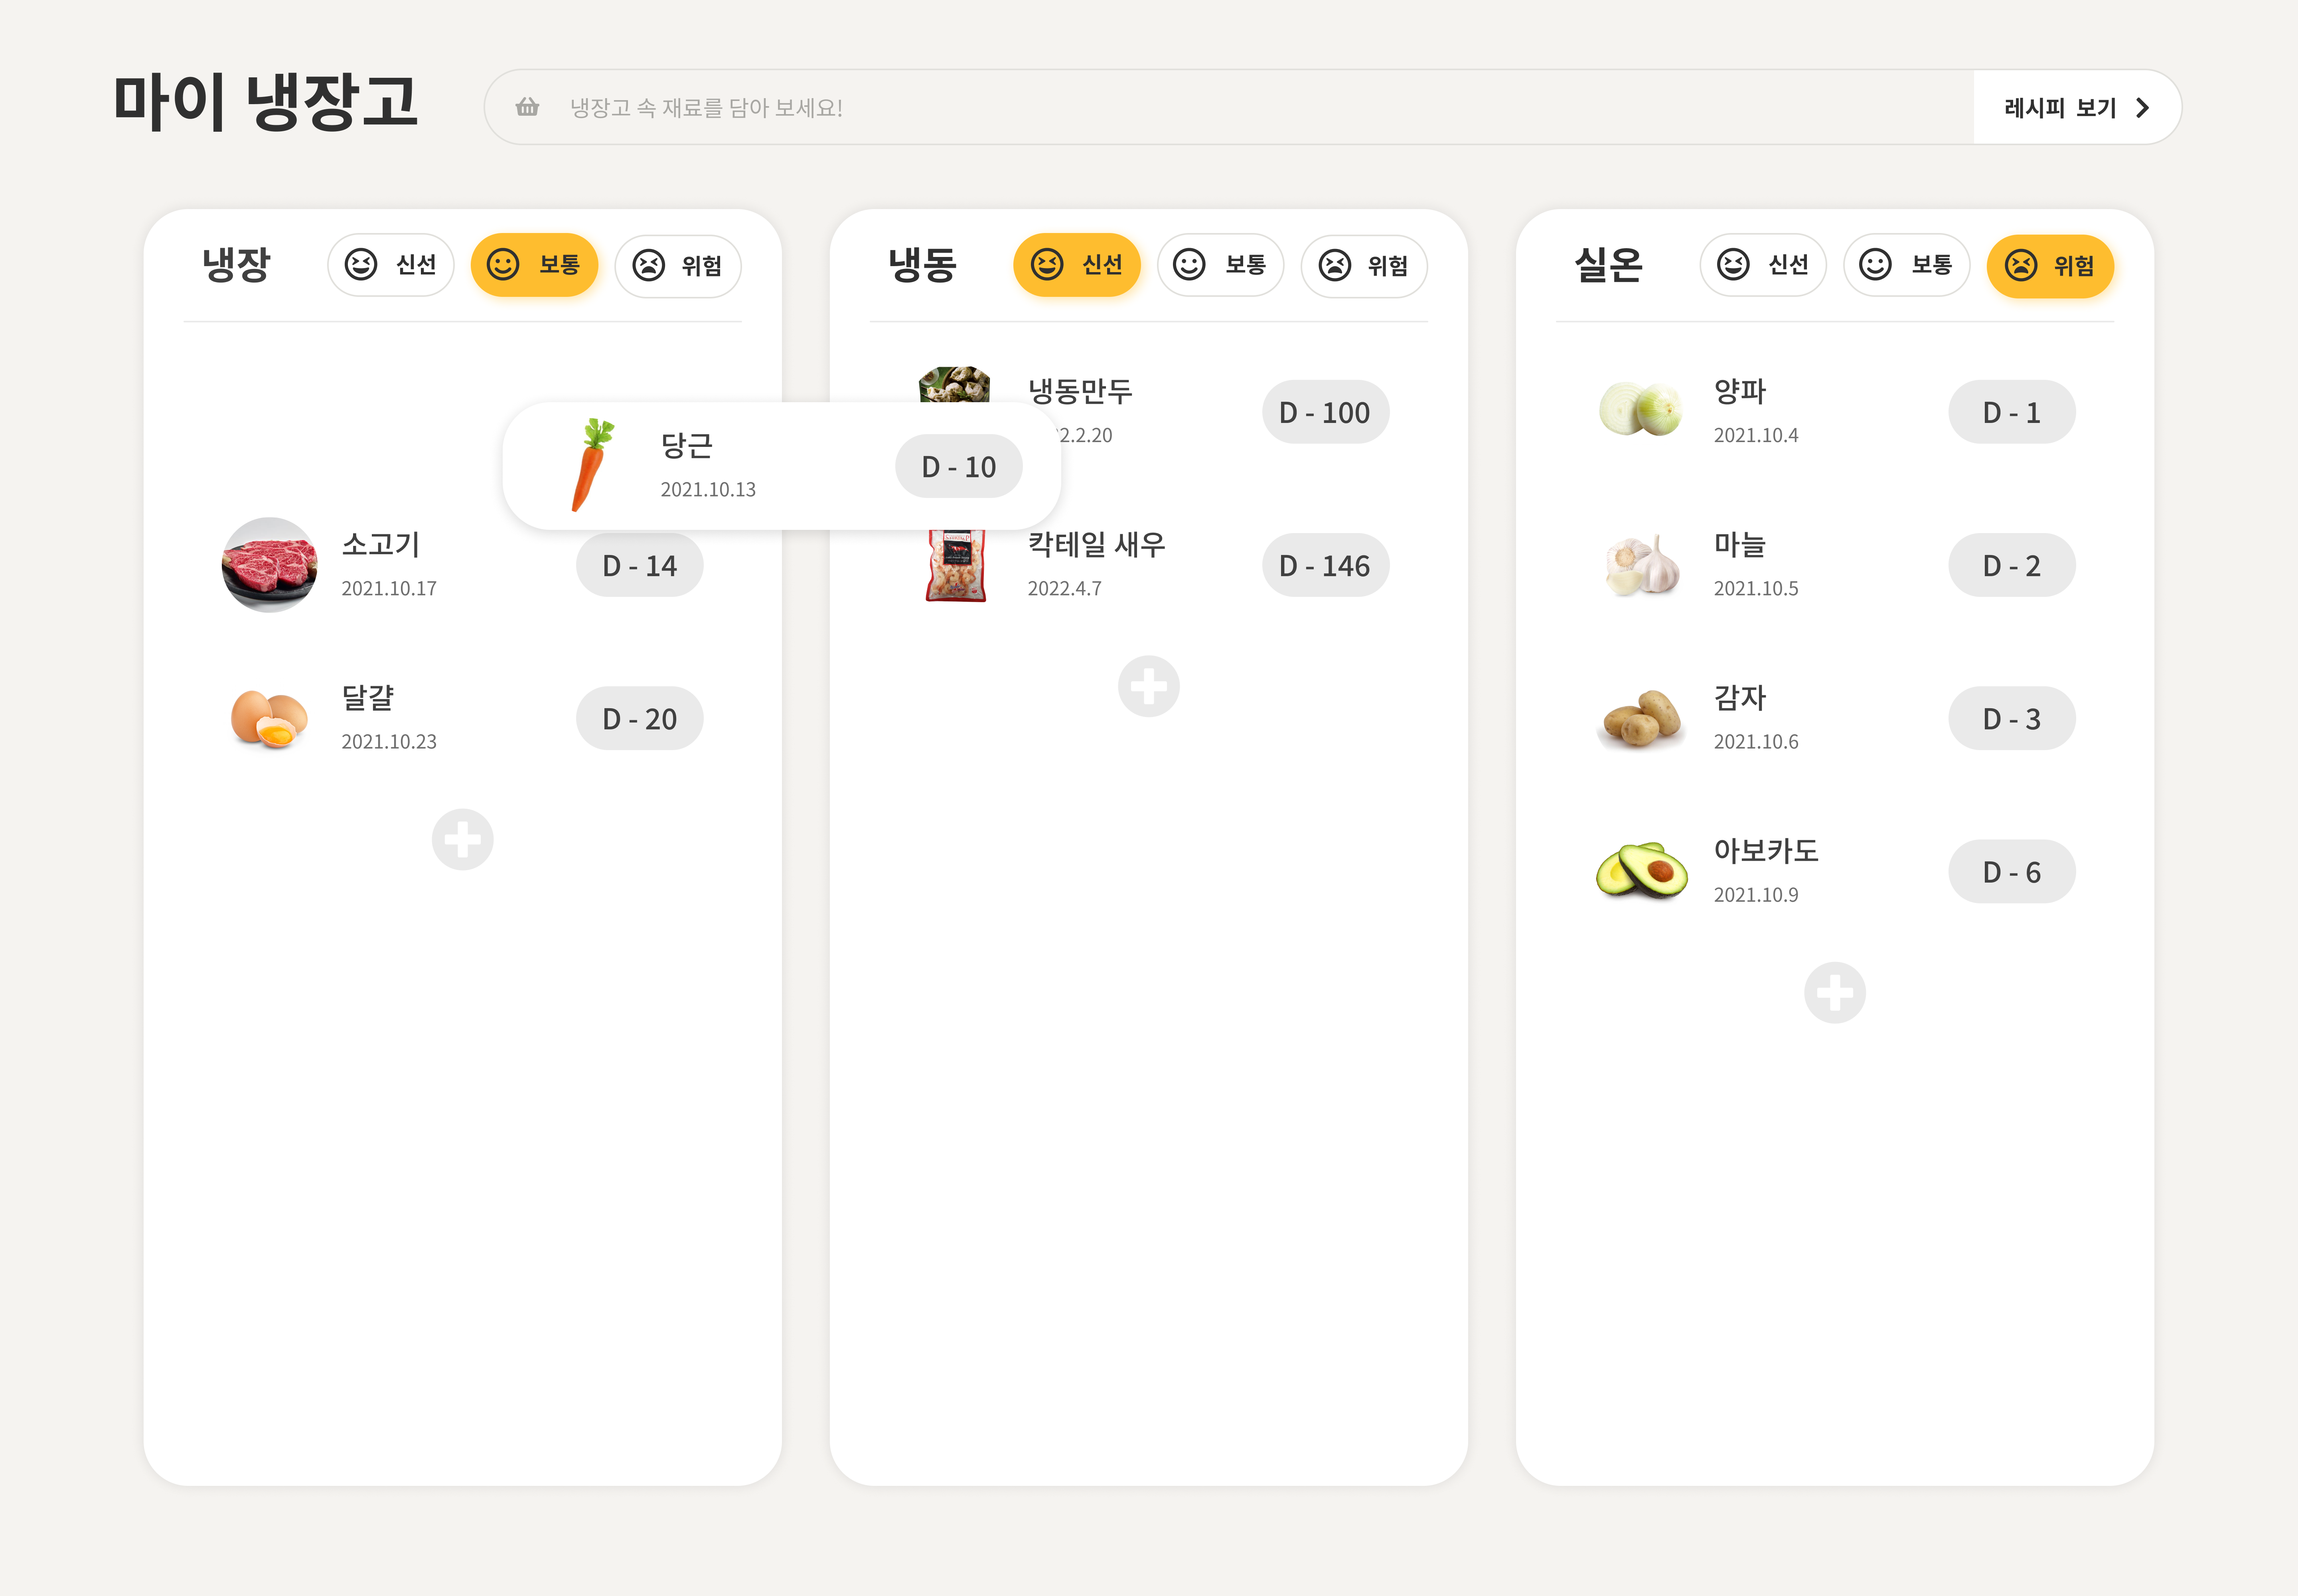 마이 냉장고
냉장고 속 재료를 담아 보세요!
레시피 보기
냉장
신선
보통
위험
당근
2021.10.13
D - 10
소고기
2021.10.17
D - 14
달걀
2021.10.23
D - 20
냉동
신선
보통
위험
냉동만두
2.2.20
D - 100
칵테일 새우
2022.4.7
D - 146
실온
신선
보통
위험
양파
2021.10.4
D - 1
마늘
2021.10.5
D - 2
감자
2021.10.6
D - 3
아보카도
2021.10.9
D - 6